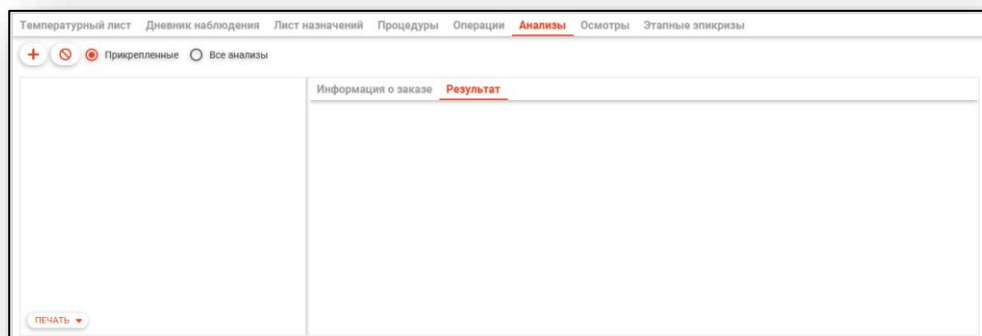 Температурный лист Дневник наблюдения Лист назначений Процедуры Операции Анализы Осмотры Этапные эпикризы
Прикрепленные Все анализы
Информация о заказе Результат
ПЕЧАТЬ